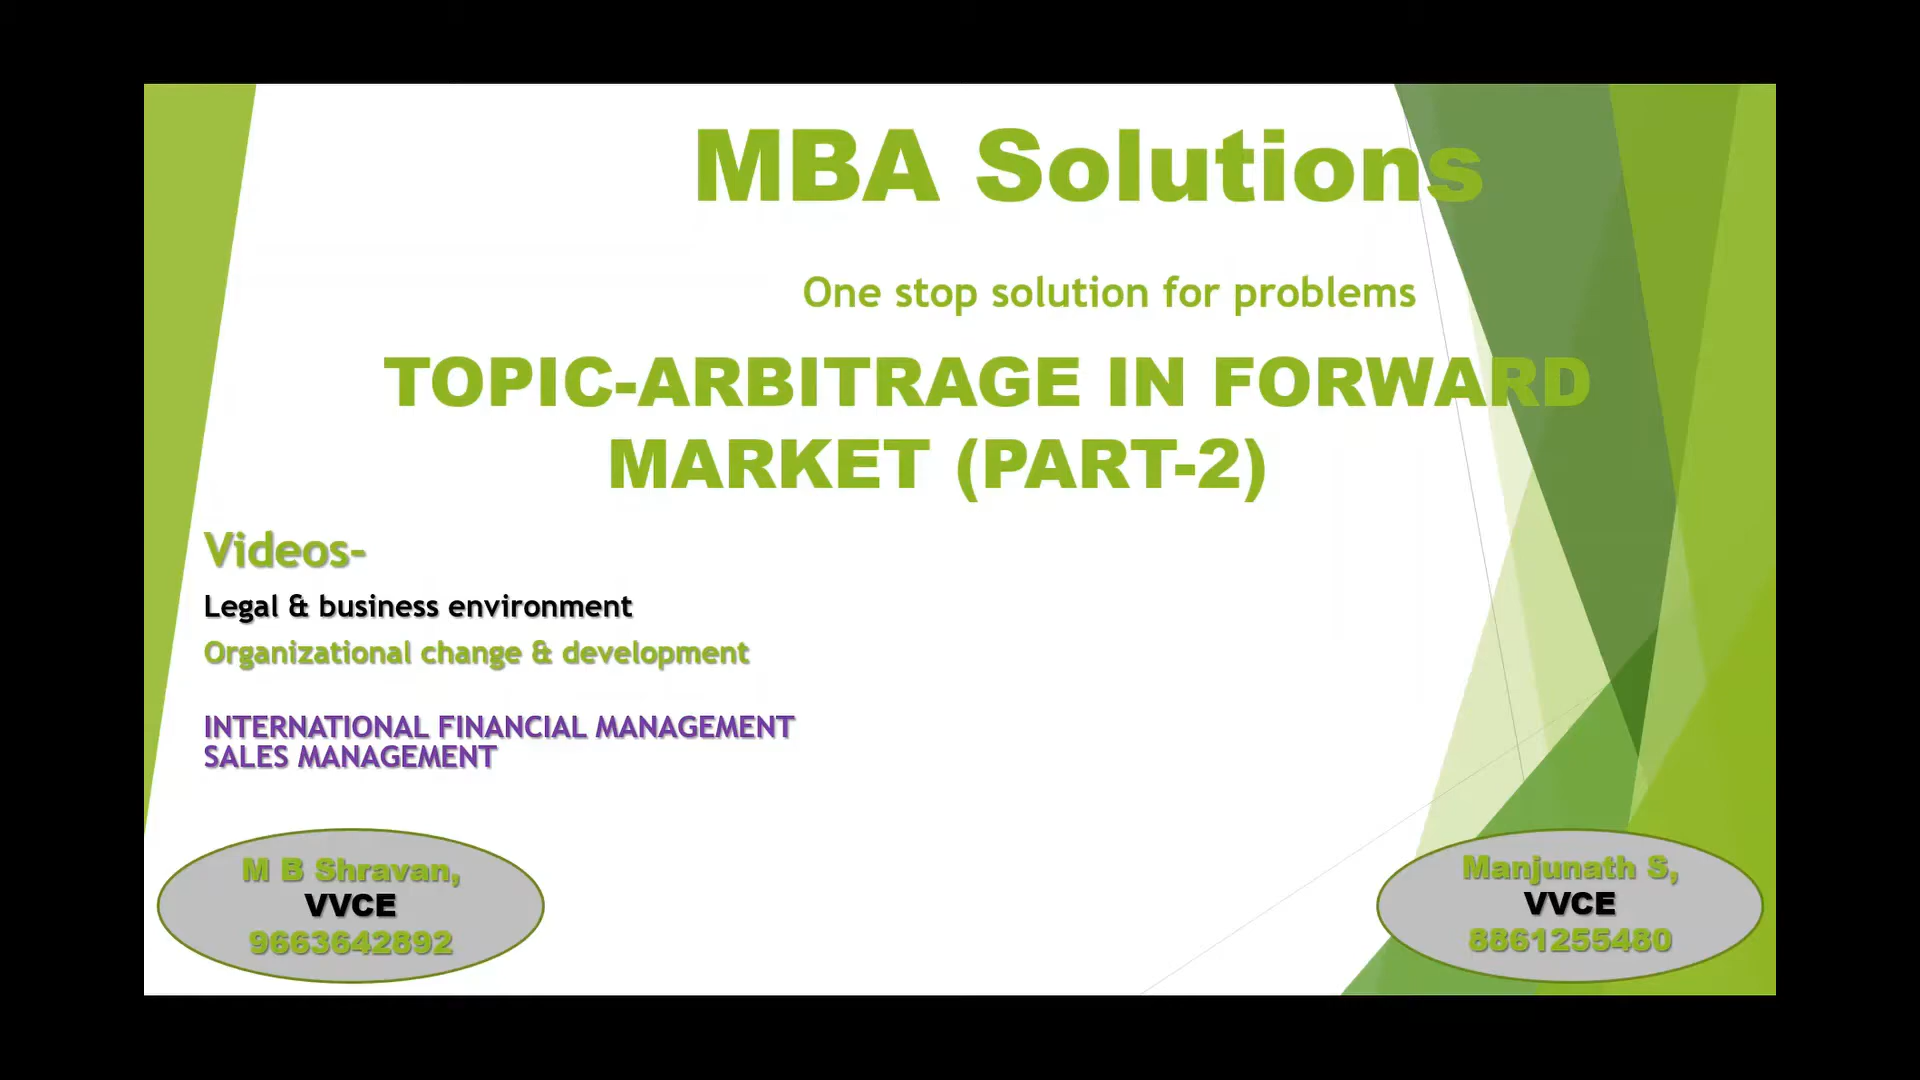 MBA Solutions
One stop solution for problems
TOPIC-ARBITRAGE IN FORWARD
MARKET (PART-2)
Videos-
Legal & business environment
Organizational change & development
INTERNATIONAL FINANCIAL MANAGEMENT
SALES MANAGEMENT
M B Shravan,
VVCE
9663642892
Manjunath S,
VVCE
8861255480